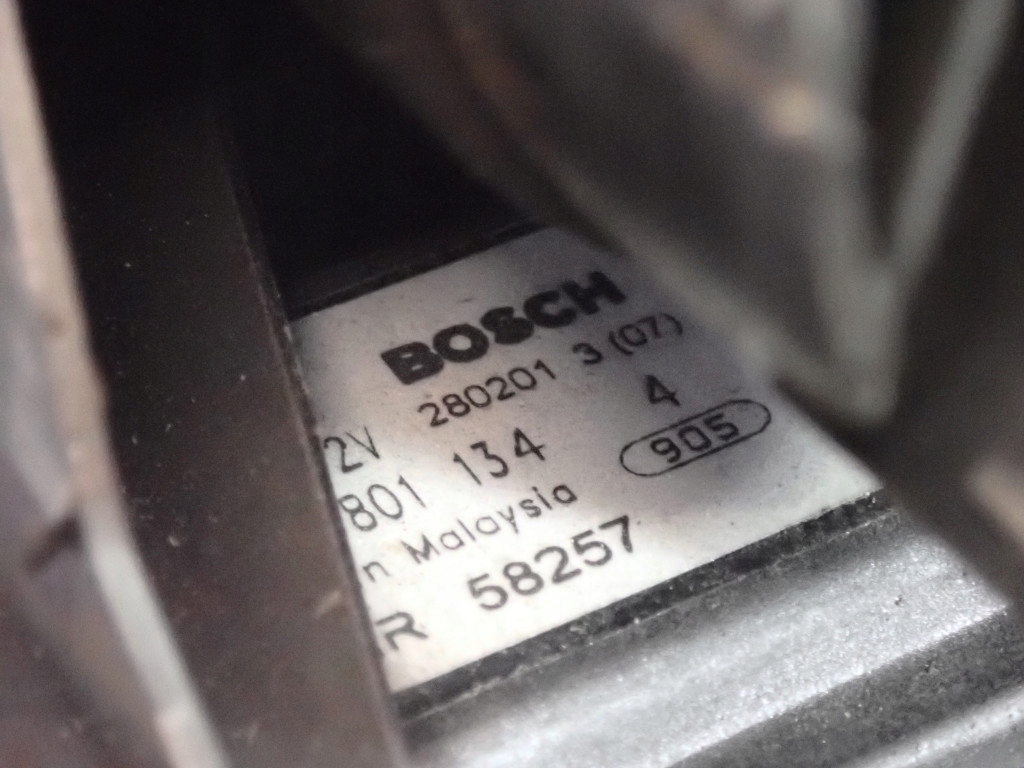 BOSCH
2V 280201 3 (07)
801 134 4
n Malaysia 905
R 58257